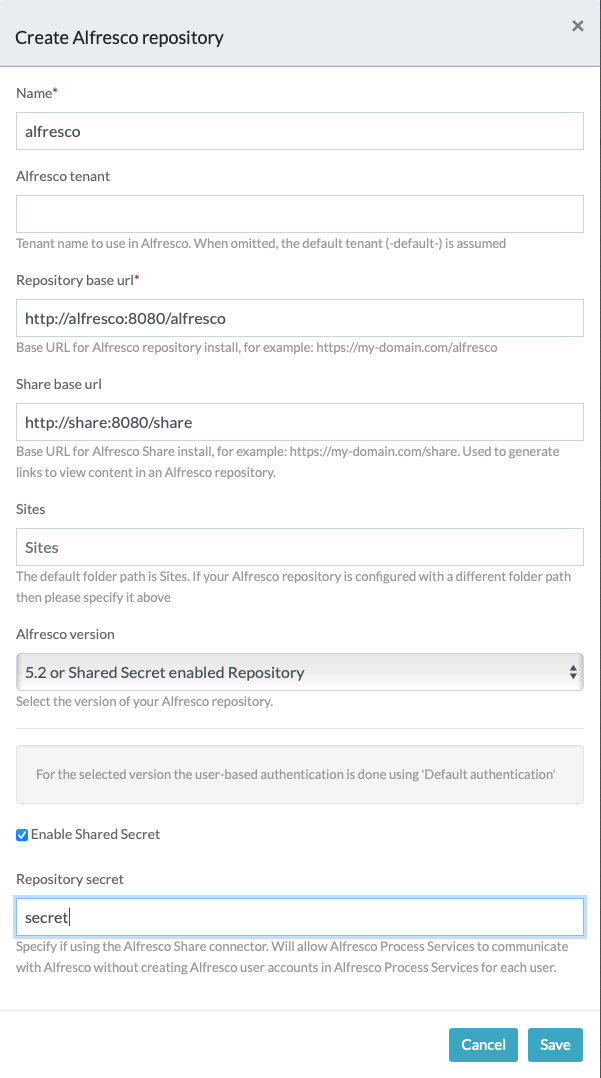 Create Alfresco repository
×
Name*
alfresco
Alfresco tenant
Tenant name to use in Alfresco. When omitted, the default tenant (-default-) is assumed
Repository base url*
http://alfresco:8080/alfresco
Base URL for Alfresco repository install, for example: https://my-domain.com/alfresco
Share base url
http://share:8080/share
Base URL for Alfresco Share install, for example: https://my-domain.com/share. Used to generate
links to view content in an Alfresco repository.
Sites
Sites
The default folder path is Sites. If your Alfresco repository is configured with a different folder path
then please specify it above
Alfresco version
5.2 or Shared Secret enabled Repository
Select the version of your Alfresco repository.
For the selected version the user-based authentication is done using 'Default authentication'
Enable Shared Secret
Repository secret
secret
Specify if using the Alfresco Share connector. Will allow Alfresco Process Services to communicate
with Alfresco without creating Alfresco user accounts in Alfresco Process Services for each user.
Cancel Save